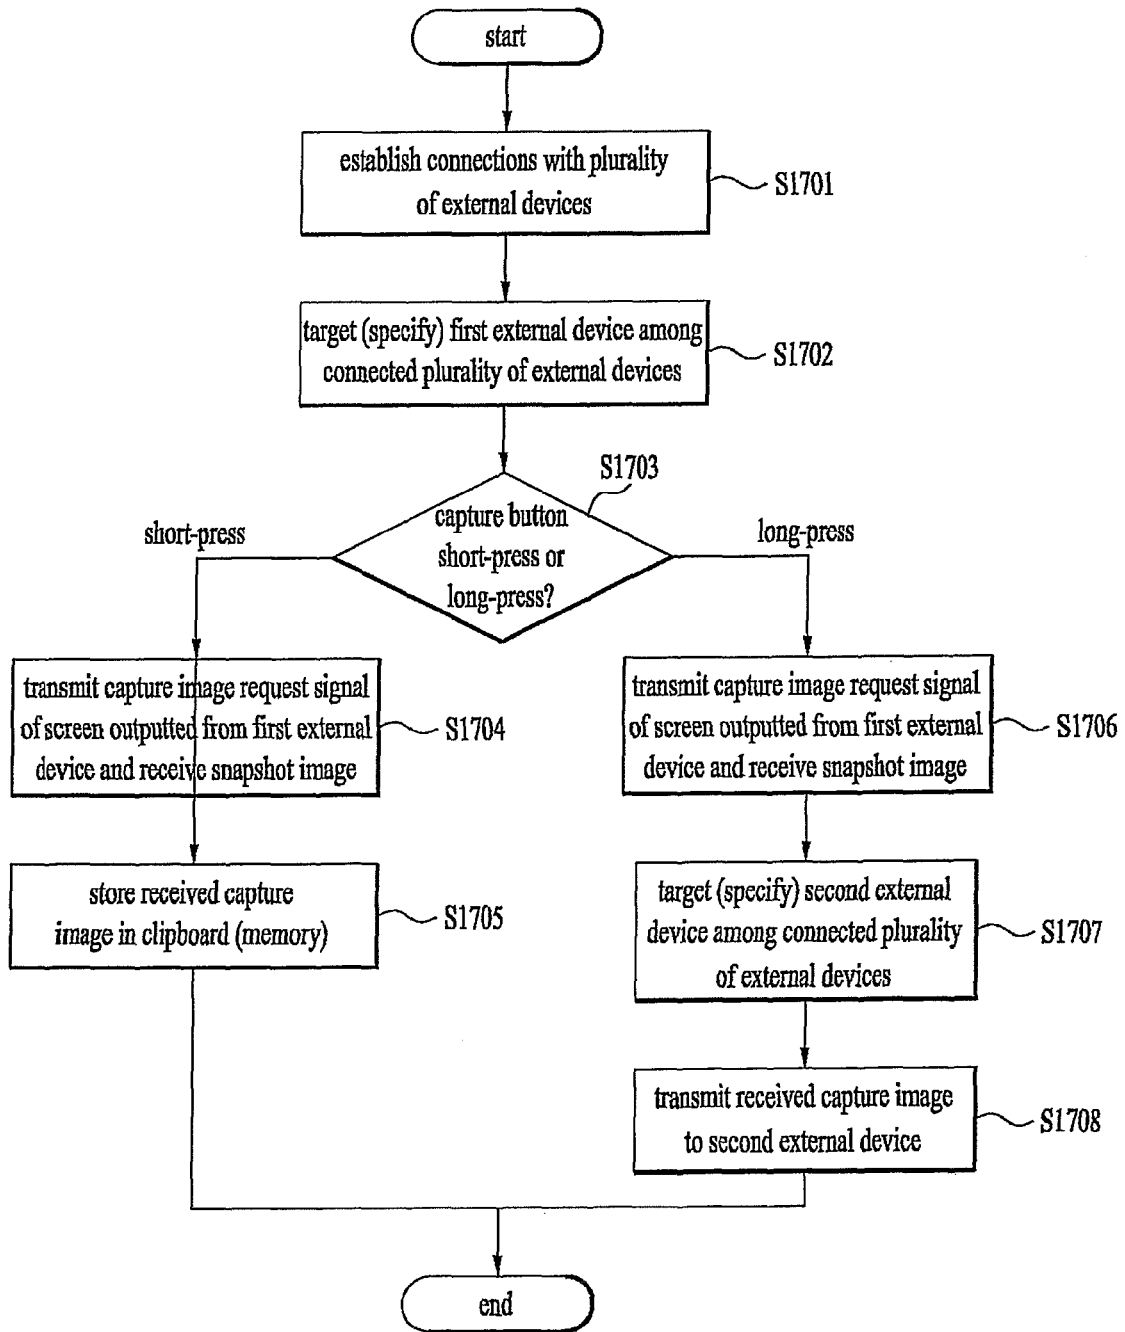 start
establish connections with plurality
of external devices
S1701
target (specify) first external device among
connected plurality of external devices
S1702
S1703
capture button
short-press or
long-press?
short-press
long-press
transmit capture image request signal
of screen outputted from first external
device and receive snapshot image
S1704
store received capture
image in clipboard (memory)
S1705
transmit capture image request signal
of screen outputted from first external
device and receive snapshot image
S1706
target (specify) second external
device among connected plurality
of external devices
S1707
transmit received capture image
to second external device
S1708
end